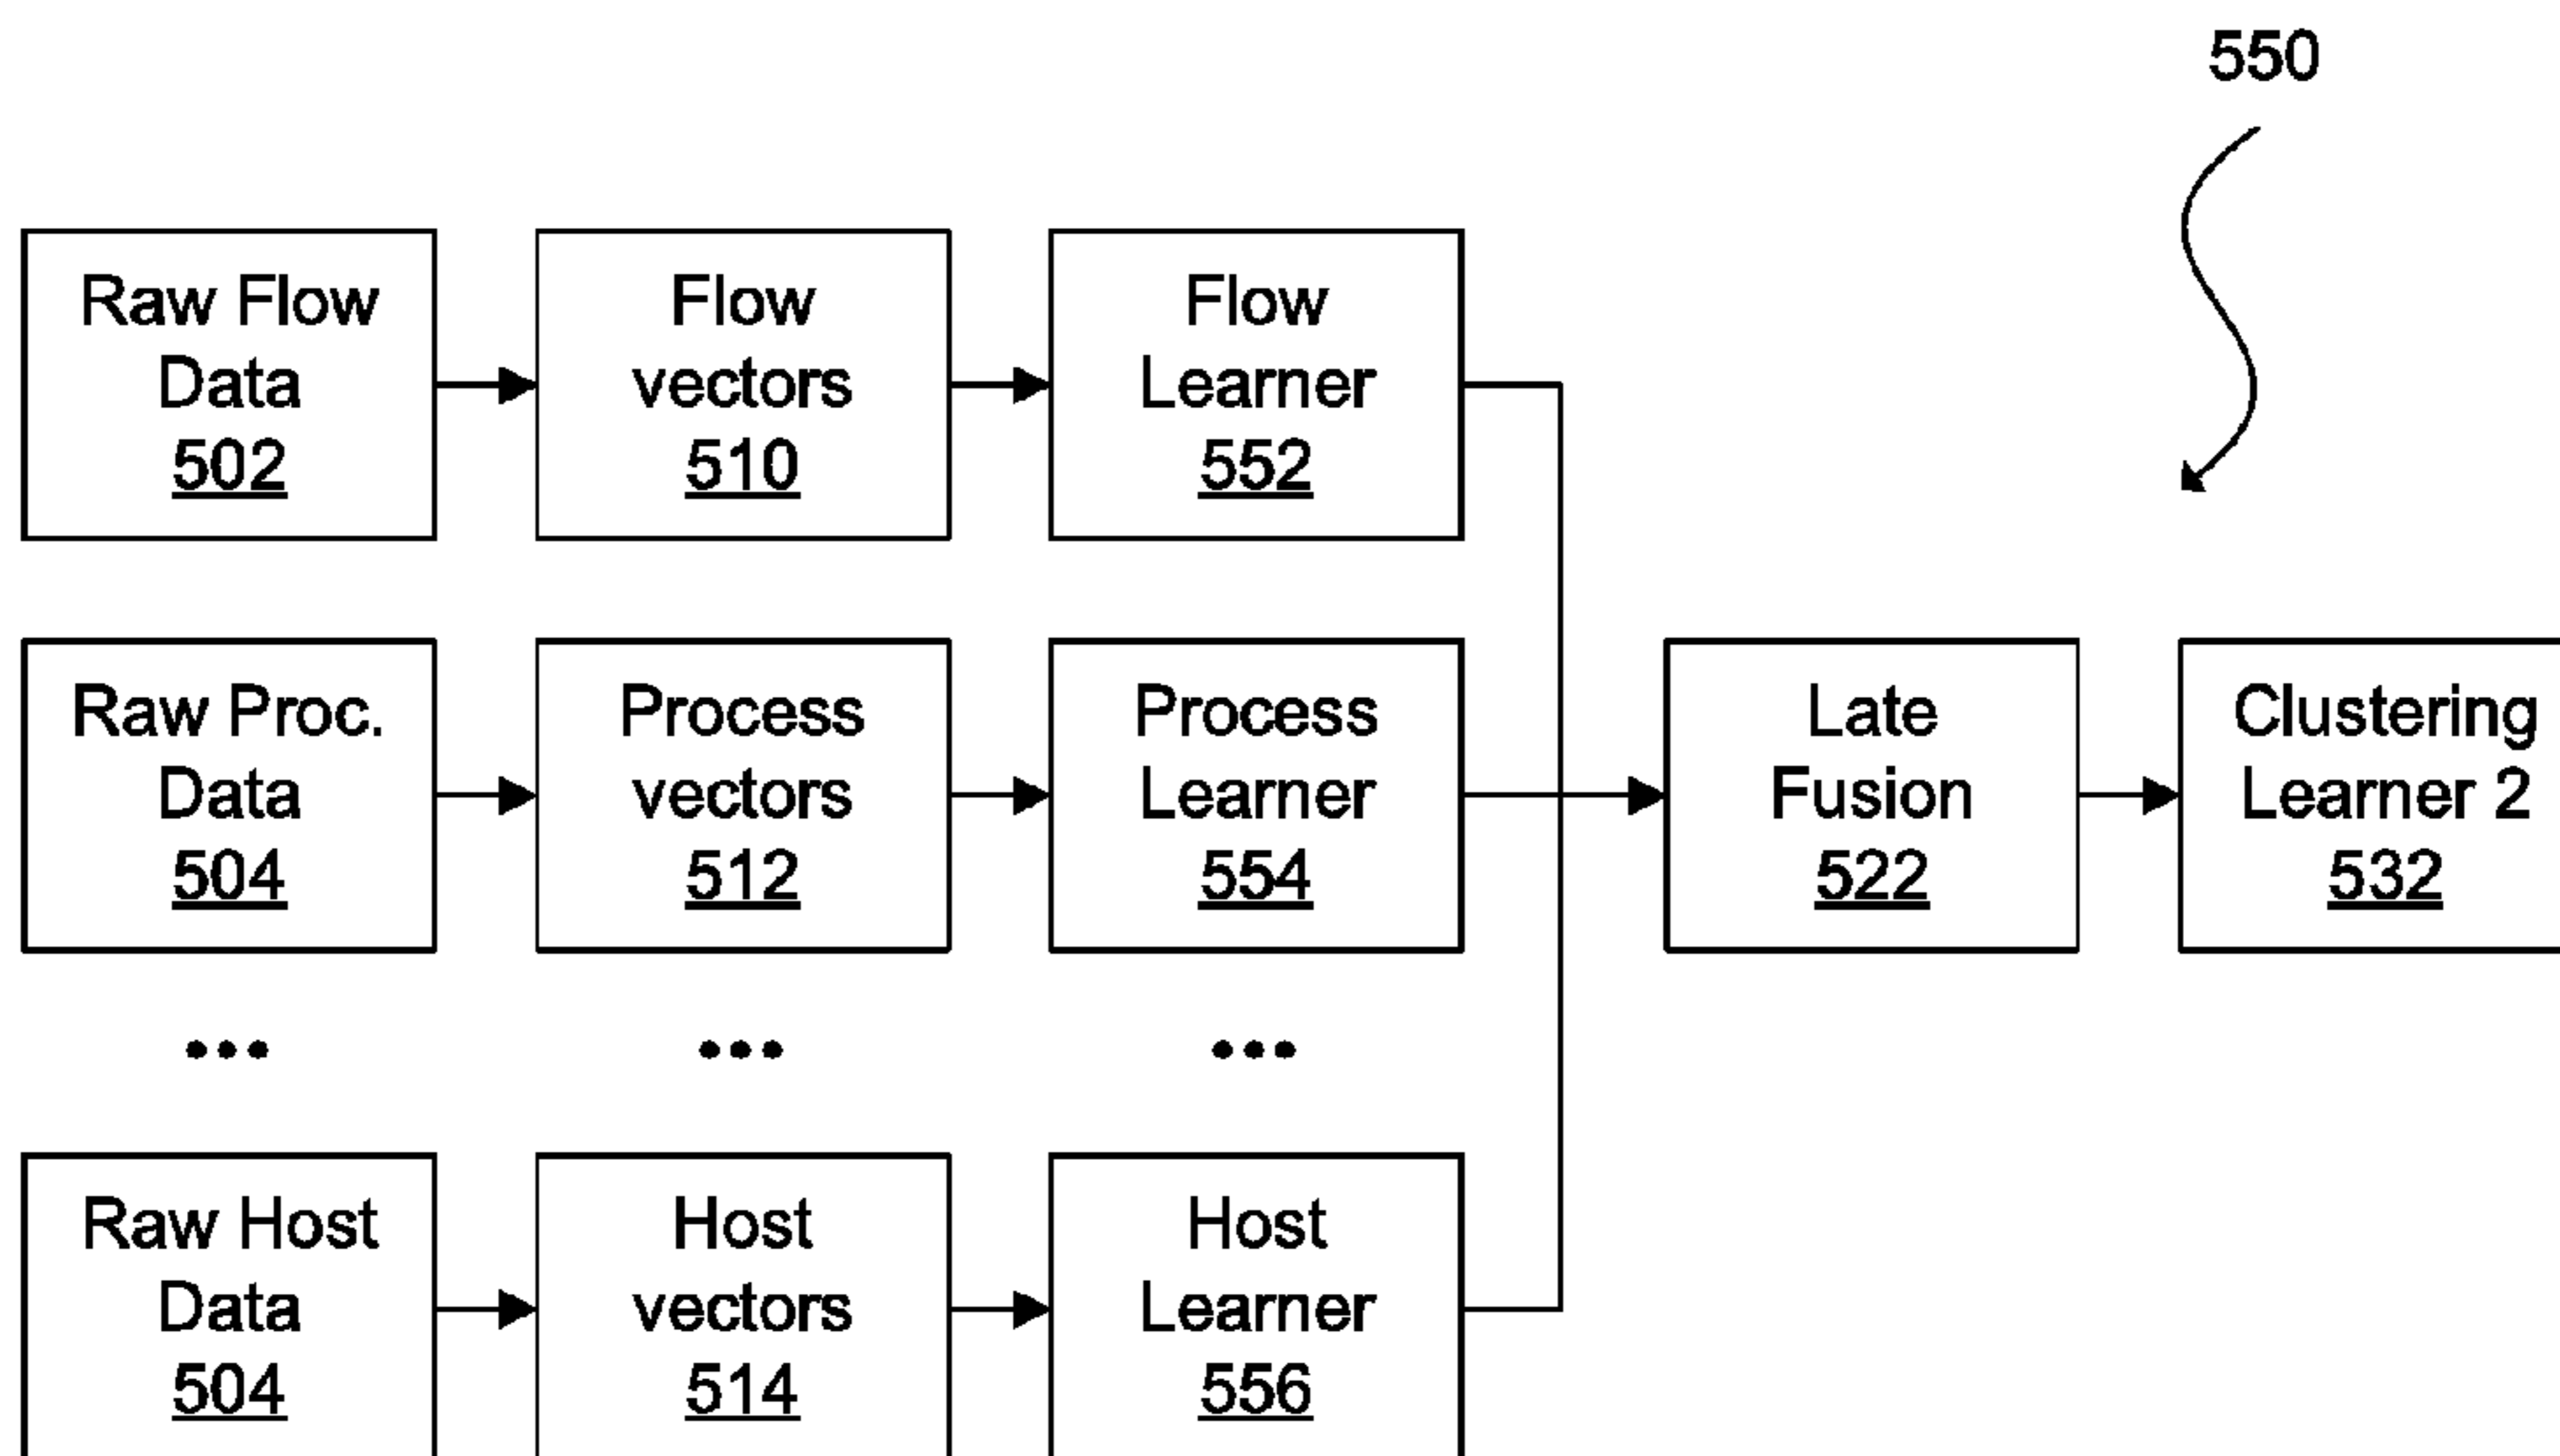 550
Raw Flow
Data
502
Flow
vectors
510
Flow
Learner
552
Raw Proc.
Data
504
Process
vectors
512
Process
Learner
554
Late
Fusion
522
Clustering
Learner 2
532
...
...
...
Raw Host
Data
504
Host
vectors
514
Host
Learner
556